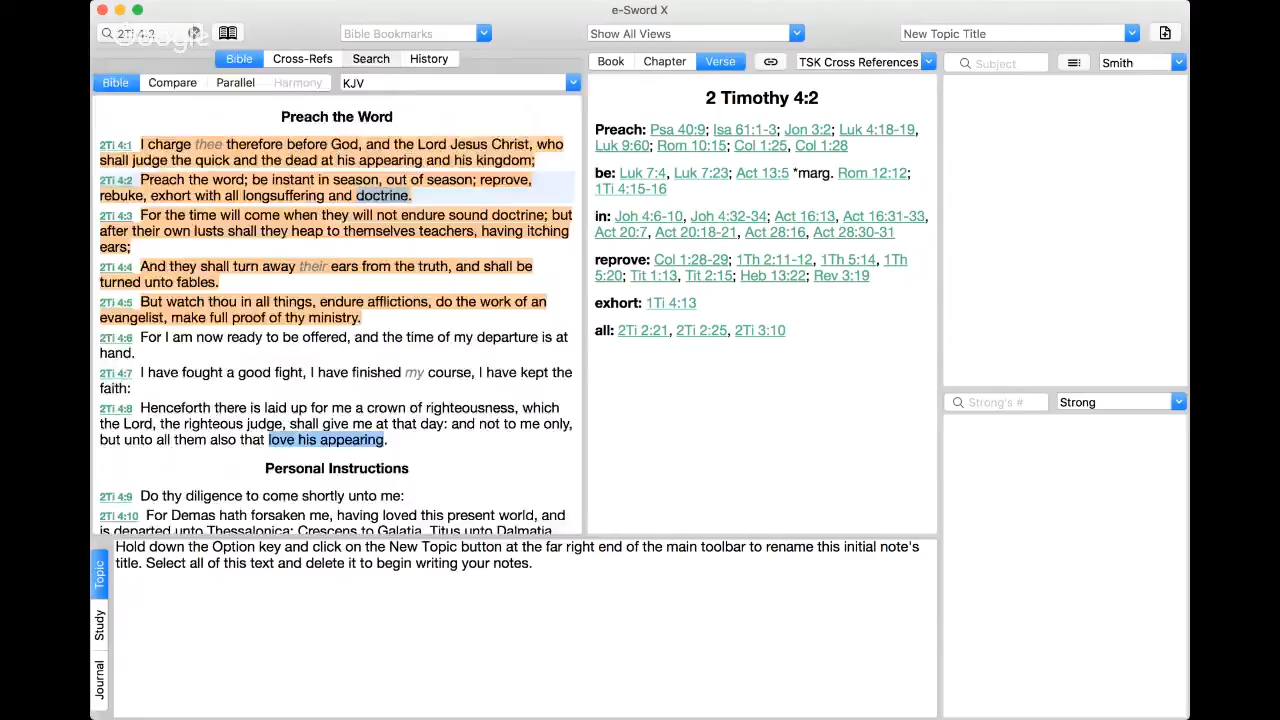 e-Sword X
2Ti 4:2
Google
Bible Bookmarks
Show All Views
New Topic Title
Bible
Cross-Refs
Search
History
Book
Chapter
Verse
TSK Cross References
Subject
Smith
Bible
Compare
Parallel
Harmony
KJV
Preach the Word
2Ti 4:1 I charge thee therefore before God, and the Lord Jesus Christ, who
shall judge the quick and the dead at his appearing and his kingdom;
2Ti 4:2 Preach the word; be instant in season, out of season; reprove,
rebuke, exhort with all longsuffering and doctrine.
2Ti 4:3 For the time will come when they will not endure sound doctrine; but
after their own lusts shall they heap to themselves teachers, having itching
ears;
2Ti 4:4 And they shall turn away their ears from the truth, and shall be
turned unto fables.
2Ti 4:5 But watch thou in all things, endure afflictions, do the work of an
evangelist, make full proof of thy ministry.
2Ti 4:6 For I am now ready to be offered, and the time of my departure is at
hand.
2Ti 4:7 I have fought a good fight, I have finished my course, I have kept the
faith:
2Ti 4:8 Henceforth there is laid up for me a crown of righteousness, which
the Lord, the righteous judge, shall give me at that day: and not to me only,
but unto all them also that love his appearing.
Personal Instructions
2Ti 4:9 Do thy diligence to come shortly unto me:
2Ti 4:10 For Demas hath forsaken me, having loved this present world, and
is departed unto Thessalonica; Crescens to Galatia, Titus unto Dalmatia.
2 Timothy 4:2
Preach: Psa 40:9; Isa 61:1-3; Jon 3:2; Luk 4:18-19,
Luk 9:60; Rom 10:15; Col 1:25, Col 1:28
be: Luk 7:4, Luk 7:23; Act 13:5 *marg. Rom 12:12;
1Ti 4:15-16
in: Joh 4:6-10, Joh 4:32-34; Act 16:13, Act 16:31-33,
Act 20:7, Act 20:18-21, Act 28:16, Act 28:30-31
reprove: Col 1:28-29; 1Th 2:11-12, 1Th 5:14, 1Th
5:20; Tit 1:13, Tit 2:15; Heb 13:22; Rev 3:19
exhort: 1Ti 4:13
all: 2Ti 2:21, 2Ti 2:25, 2Ti 3:10
Strong's #
Strong
Topic
Study
Journal
Hold down the Option key and click on the New Topic button at the far right end of the main toolbar to rename this initial note's
title. Select all of this text and delete it to begin writing your notes.